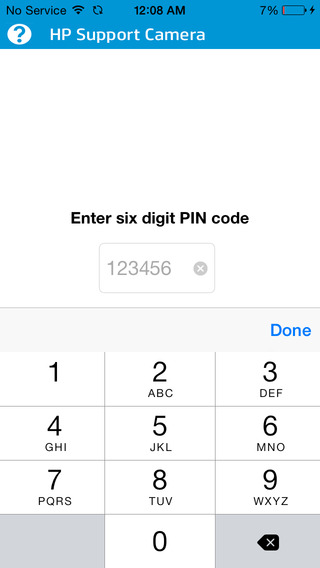 No Service 12:08 AM 7%
? HP Support Camera
Enter six digit PIN code
123456
Done
1 2 3
ABC DEF
4 5 6
GHI JKL MNO
7 8 9
PQRS TUV WXYZ
0